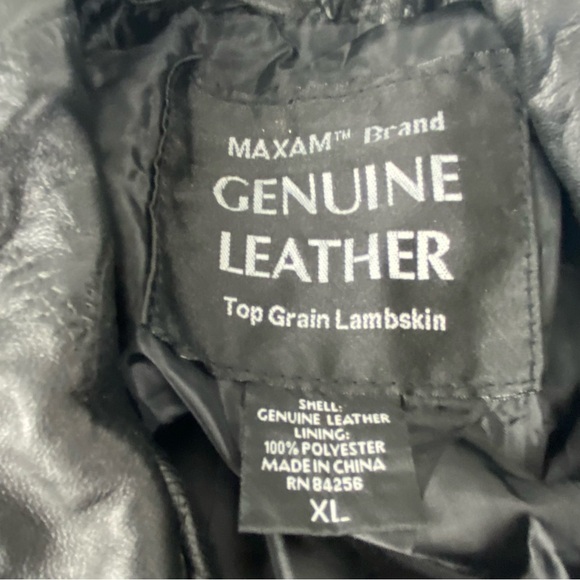 MAXAM™ Brand
GENUINE
LEATHER
Top Grain Lambskin
SHELL:
GENUINE LEATHER
LINING:
100% POLYESTER
MADE IN CHINA
RN 84256
XL